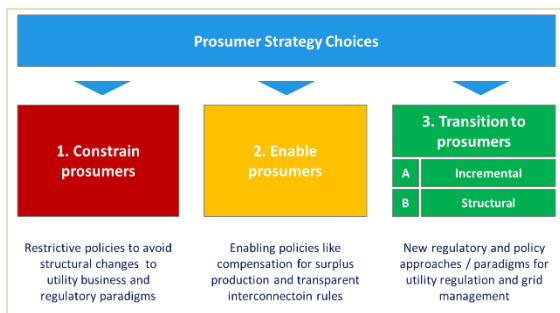 Prosumer Strategy Choices
1. Constrain
prosumers
2. Enable
prosumers
3. Transition to
prosumers
A Incremental
B Structural
Restrictive policies to avoid
structural changes to
utility business and
regulatory paradigms
Enabling policies like
compensation for surplus
production and transparent
interconnectoin rules
New regulatory and policy
approaches / paradigms for
utility regulation and grid
management